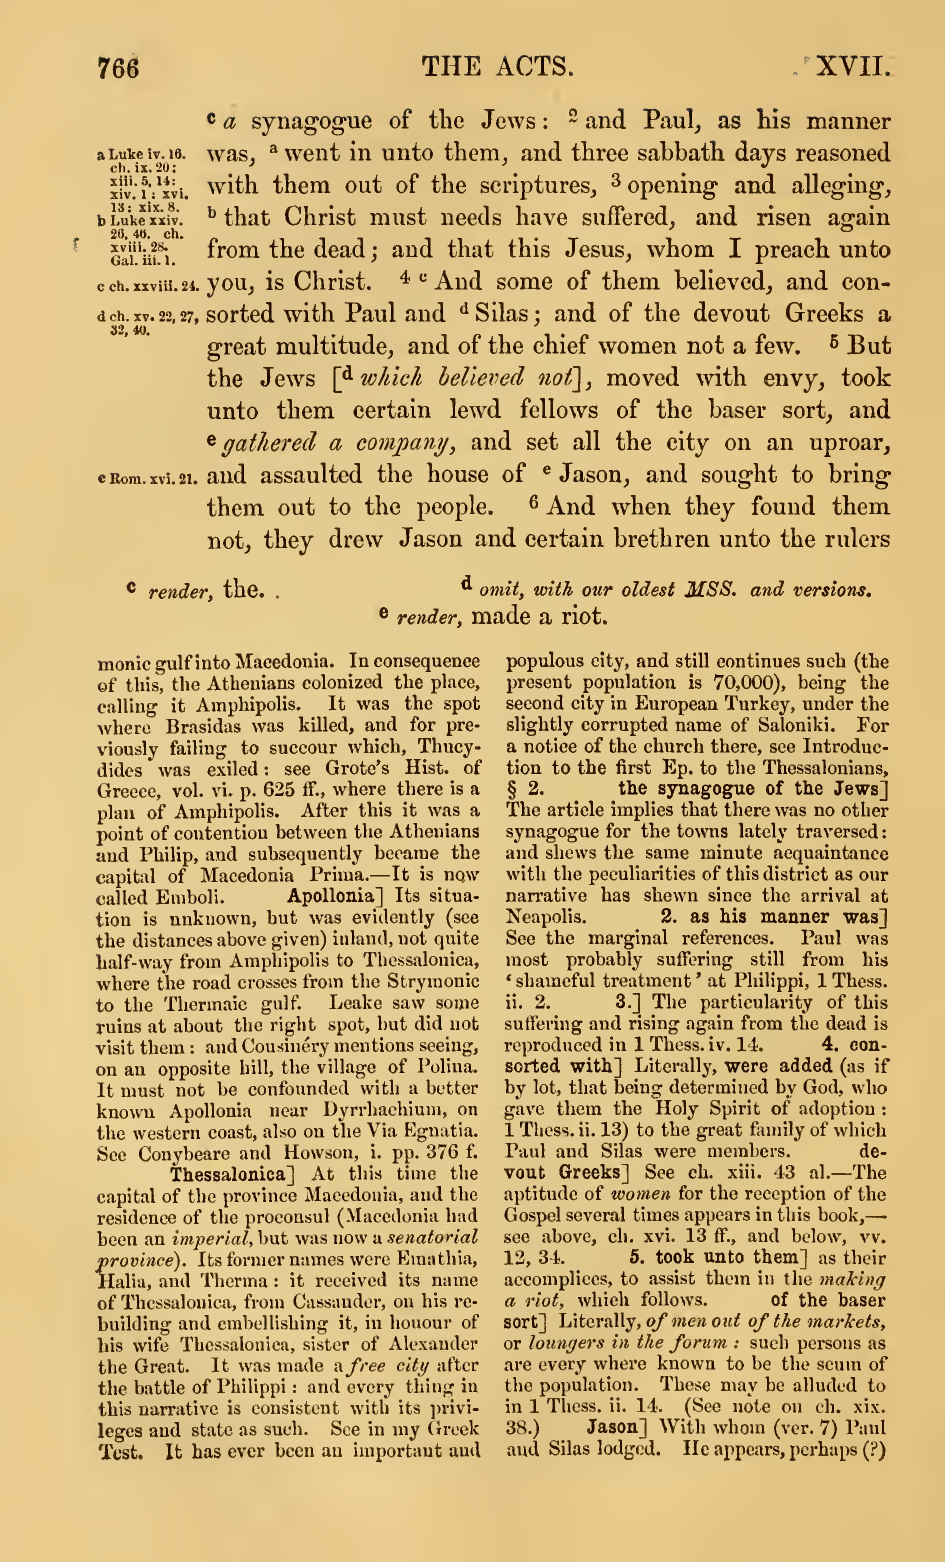 766 THE ACTS. XVII.
c a synagogue of the Jews : 2 and Paul, as his manner
was, a went in unto them, and three sabbath days reasoned
with them out of the scriptures, 3 opening and alleging,
b that Christ must needs have suffered, and risen again
from the dead ; and that this Jesus, whom I preach unto
you, is Christ. 4 c And some of them believed, and con-
sorted with Paul and d Silas ; and of the devout Greeks a
great multitude, and of the chief women not a few. 5 But
the Jews [d which believed not], moved with envy, took
unto them certain lewd fellows of the baser sort, and
e gathered a company, and set all the city on an uproar,
and assaulted the house of e Jason, and sought to bring
them out to the people. 6 And when they found them
not, they drew Jason and certain brethren unto the rulers
a Luke iv. 16.
ch. ix. 20 :
xiii. 5, 14 :
xiv. 1 : xvi.
13 : xix. 8.
b Luke xxiv.
26, 46. ch.
xviii. 28.
Gal. iii. 1.
c ch. xxviii. 24.
d ch. xv. 22, 27,
32, 40.
e Rom. xvi. 21.
c render, the.
d omit, with our oldest MSS. and versions.
e render, made a riot.
monic gulf into Macedonia. In consequence
of this, the Athenians colonized the place,
calling it Amphipolis. It was the spot
where Brasidas was killed, and for pre-
viously failing to succour which, Thucy-
dides was exiled : see Grote's Hist. of
Greece, vol. vi. p. 625 ff., where there is a
plan of Amphipolis. After this it was a
point of contention between the Athenians
and Philip, and subsequently became the
capital of Macedonia Prima.—It is now
called Emboli. Apollonia] Its situa-
tion is unknown, but was evidently (see
the distances above given) inland, not quite
half-way from Amphipolis to Thessalonica,
where the road crosses from the Strymonic
to the Thermaic gulf. Leake saw some
ruins at about the right spot, but did not
visit them : and Cousinéry mentions seeing,
on an opposite hill, the village of Polina.
It must not be confounded with a better
known Apollonia near Dyrrhachium, on
the western coast, also on the Via Egnatia.
See Conybeare and Howson, i. pp. 376 f.
Thessalonica] At this time the
capital of the province Macedonia, and the
residence of the proconsul (Macedonia had
been an imperial, but was now a senatorial
province). Its former names were Emathia,
Halia, and Therma : it received its name
of Thessalonica, from Cassander, on his re-
building and embellishing it, in honour of
his wife Thessalonica, sister of Alexander
the Great. It was made a free city after
the battle of Philippi : and every thing in
this narrative is consistent with its privi-
leges and state as such. See in my Greek
Test. It has ever been an important and
populous city, and still continues such (the
present population is 70,000), being the
second city in European Turkey, under the
slightly corrupted name of Saloniki. For
a notice of the church there, see Introduc-
tion to the first Ep. to the Thessalonians,
§ 2. the synagogue of the Jews]
The article implies that there was no other
synagogue for the towns lately traversed :
and shews the same minute acquaintance
with the peculiarities of this district as our
narrative has shewn since the arrival at
Neapolis. 2. as his manner was]
See the marginal references. Paul was
most probably suffering still from his
‘ shameful treatment ’ at Philippi, 1 Thess.
ii. 2. 3.] The particularity of this
suffering and rising again from the dead is
reproduced in 1 Thess. iv. 14. 4. con-
sorted with] Literally, were added (as if
by lot, that being determined by God, who
gave them the Holy Spirit of adoption :
1 Thess. ii. 13) to the great family of which
Paul and Silas were members. de-
vout Greeks] See ch. xiii. 43 al.—The
aptitude of women for the reception of the
Gospel several times appears in this book,—
see above, ch. xvi. 13 ff., and below, vv.
12, 34. 5. took unto them] as their
accomplices, to assist them in the making
a riot, which follows. of the baser
sort] Literally, of men out of the markets,
or loungers in the forum : such persons as
are every where known to be the scum of
the population. These may be alluded to
in 1 Thess. ii. 14. (See note on ch. xix.
38.) Jason] With whom (ver. 7) Paul
and Silas lodged. He appears, perhaps (?)